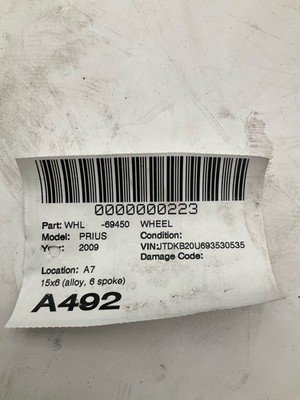 0000000223
Part: WHL -69450 WHEEL
Model: PRIUS Condition:
Year: 2009 VIN:JTDKB20U693530535
Damage Code:
Location: A7
15x6 (alloy, 6 spoke)
A492